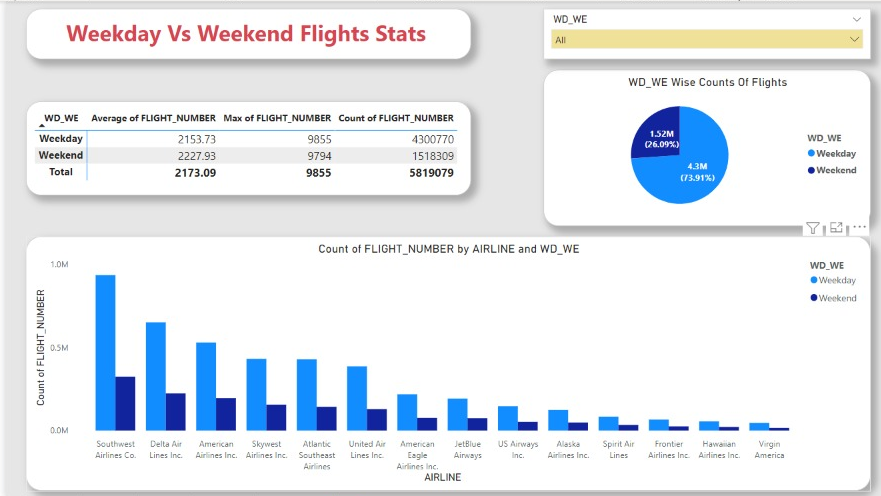 Weekday Vs Weekend Flights Stats
WD_WE
All
WD_WE Average of FLIGHT_NUMBER Max of FLIGHT_NUMBER Count of FLIGHT_NUMBER
Weekday 2153.73 9855 4300770
Weekend 2227.93 9794 1518309
Total 2173.09 9855 5819079
WD_WE Wise Counts Of Flights
1.52M
(26.09%)
4.3M
(73.91%)
WD_WE
Weekday
Weekend
Count of FLIGHT_NUMBER by AIRLINE and WD_WE
WD_WE
Weekday
Weekend
Count of FLIGHT_NUMBER
1.0M
0.5M
0.0M
Southwest Airlines Co.
Delta Air Lines Inc.
American Airlines Inc.
Skywest Airlines Inc.
Atlantic Southeast Airlines
United Air Lines Inc.
American Eagle Airlines Inc.
JetBlue Airways
US Airways Inc.
Alaska Airlines Inc.
Spirit Air Lines
Frontier Airlines Inc.
Hawaiian Airlines Inc.
Virgin America
AIRLINE